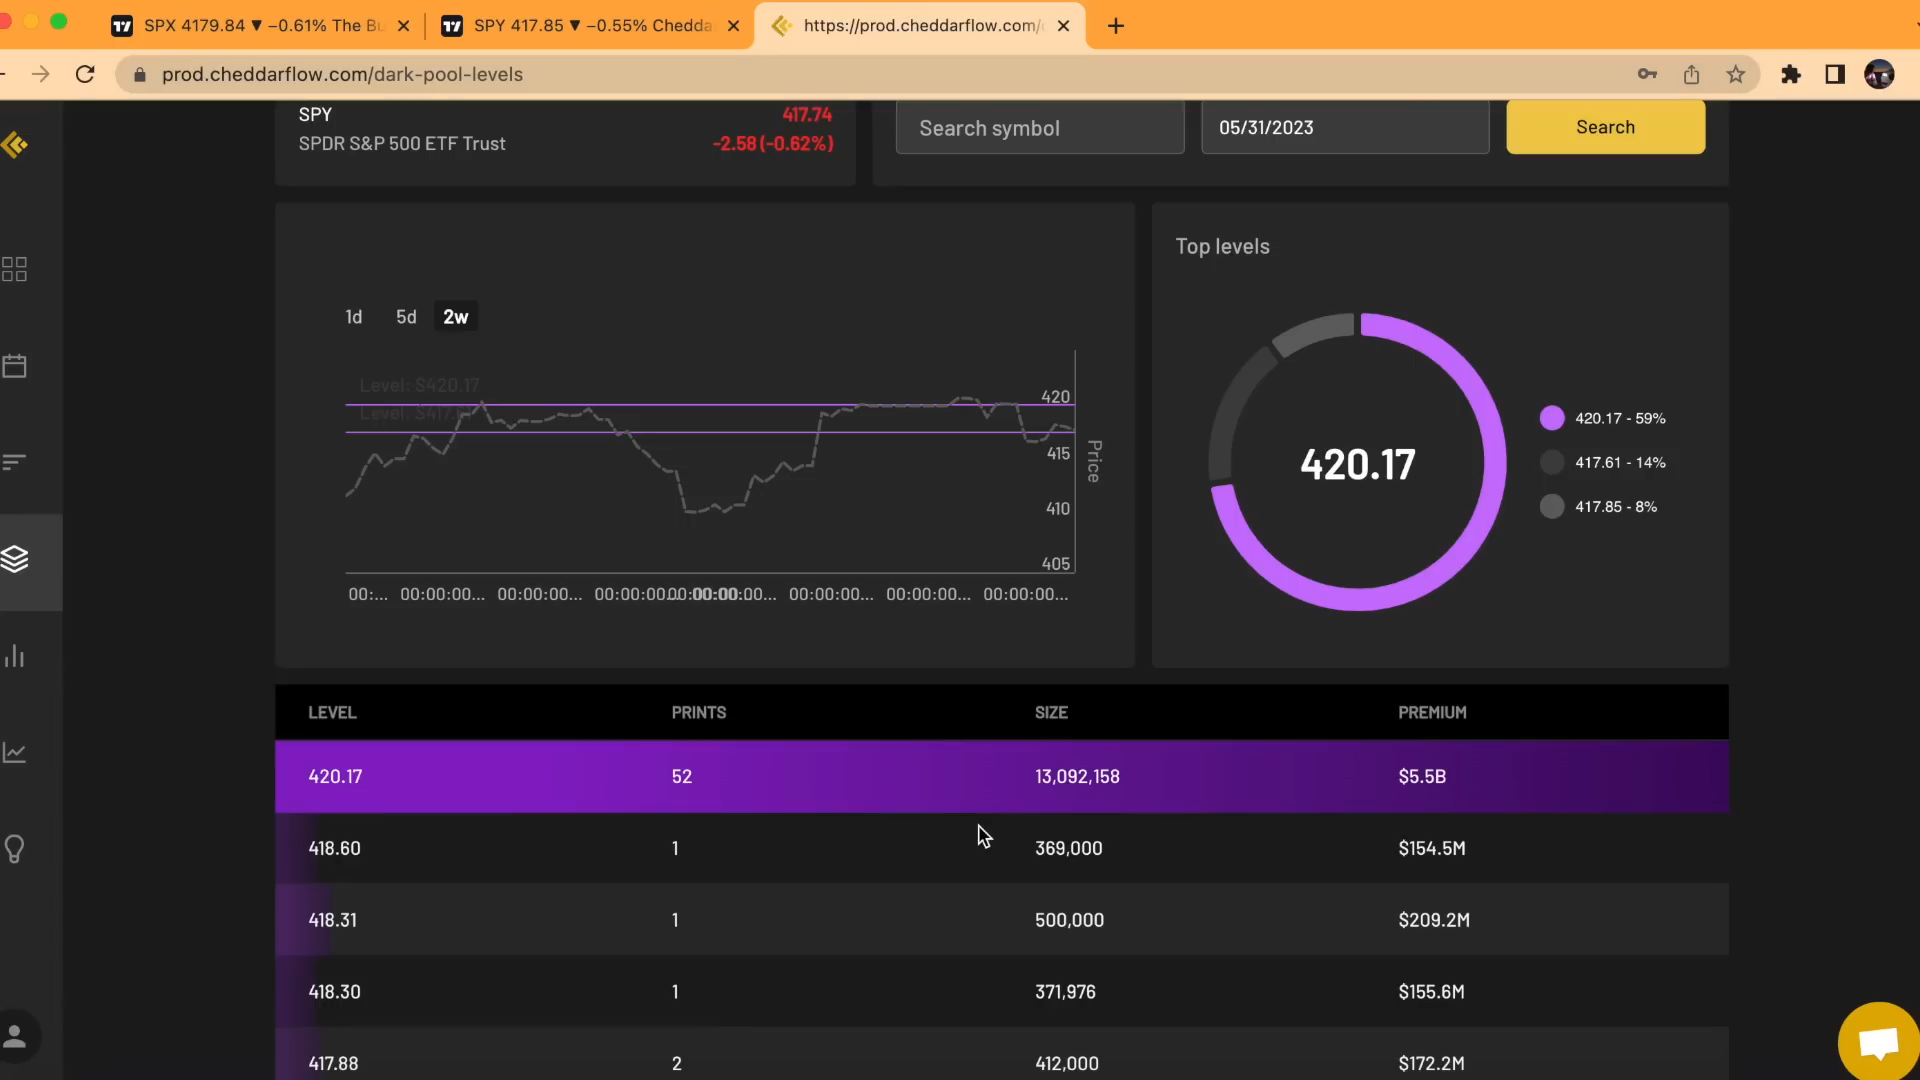 SPX 4179.84 ▼ −0.61% The Bu
SPY 417.85 ▼ −0.55% Chedda
https://prod.cheddarflow.com/
prod.cheddarflow.com/dark-pool-levels
SPY
417.74
SPDR S&P 500 ETF Trust
-2.58 (-0.62%)
Search symbol
05/31/2023
Search
1d 5d 2w
Level: $420.17
Level: $417.
420
415
410
405
Price
00:... 00:00:00... 00:00:00... 00:00:00... 00:00:00... 00:00:00... 00:00:00... 00:00:00...
Top levels
420.17
420.17 - 59%
417.61 - 14%
417.85 - 8%
LEVEL PRINTS SIZE PREMIUM
420.17 52 13,092,158 $5.5B
418.60 1 369,000 $154.5M
418.31 1 500,000 $209.2M
418.30 1 371,976 $155.6M
417.88 2 412,000 $172.2M